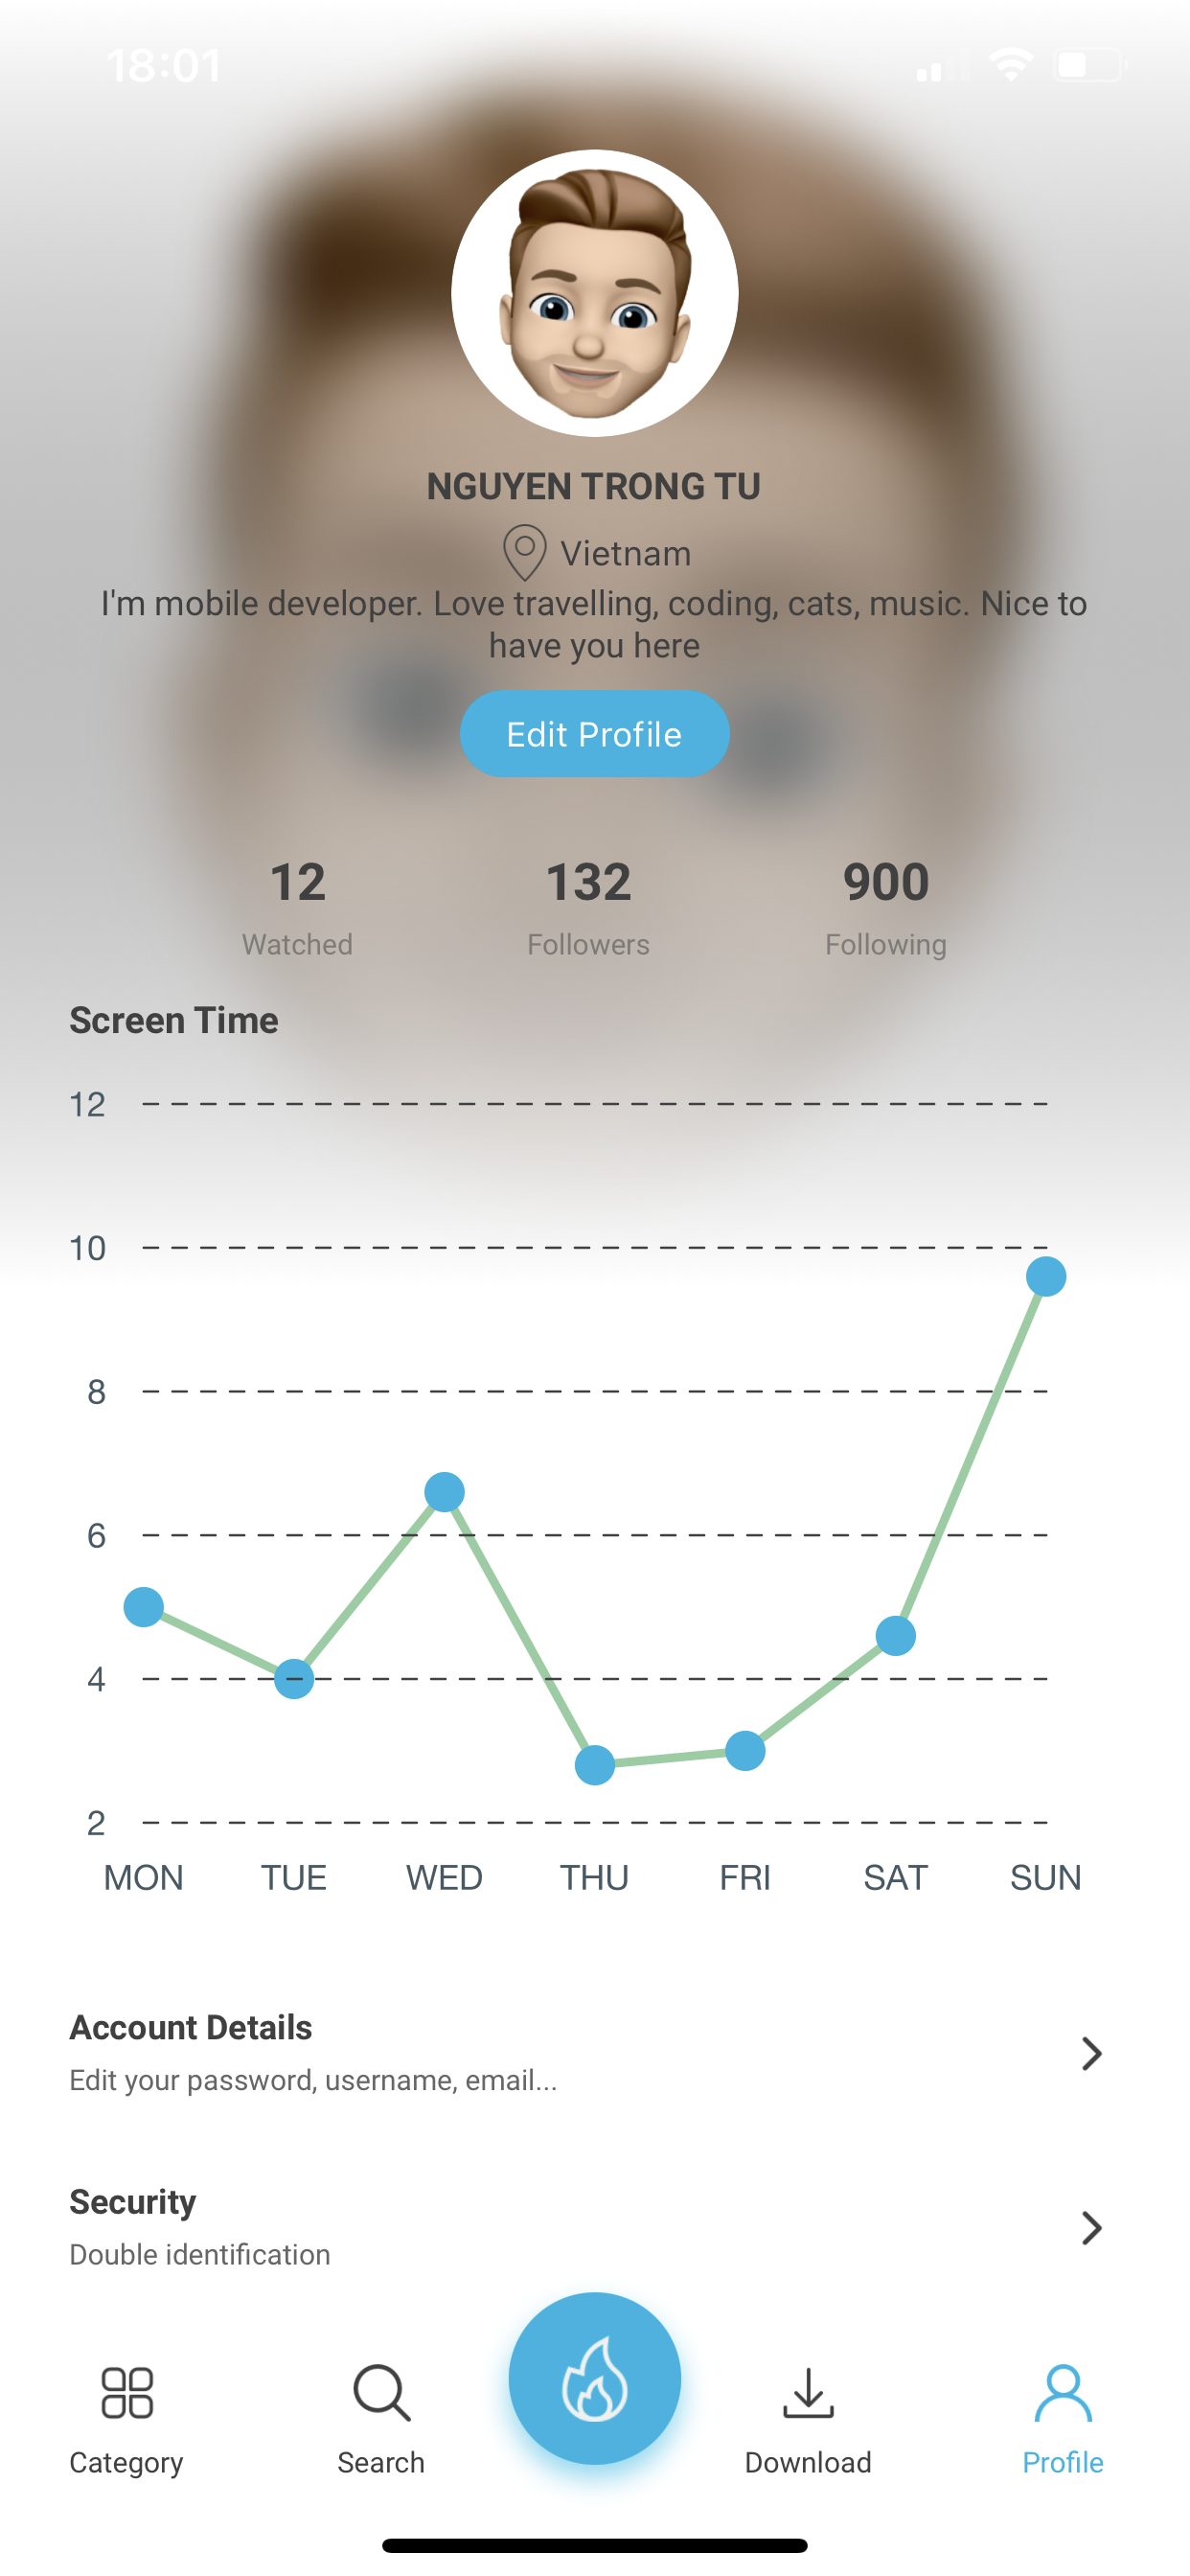 18:01
NGUYEN TRONG TU
Vietnam
I'm mobile developer. Love travelling, coding, cats, music. Nice to
have you here
Edit Profile
12 132 900
Watched Followers Following
Screen Time
12
10
8
6
4
2
MON TUE WED THU FRI SAT SUN
Account Details
Edit your password, username, email...
Security
Double identification
Category Search Download Profile